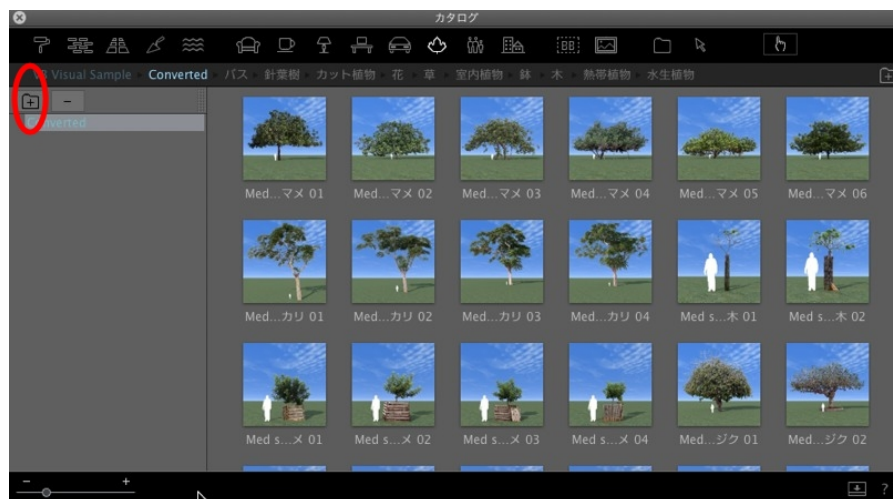 カタログ
V3 Visual Sample Converted バス 針葉樹 カット植物 花 草 室内植物 鉢 木 熱帯植物 水生植物
Converted
Med...マメ 01 Med...マメ 02 Med...マメ 03 Med...マメ 04 Med...マメ 05 Med...マメ 06
Med...カリ 01 Med...カリ 02 Med...カリ 03 Med...カリ 04 Med s...木 01 Med s...木 02
Med s...メ 01 Med s...メ 02 Med s...メ 03 Med s...メ 04 Med...ジク 01 Med...ジク 02
- +
?